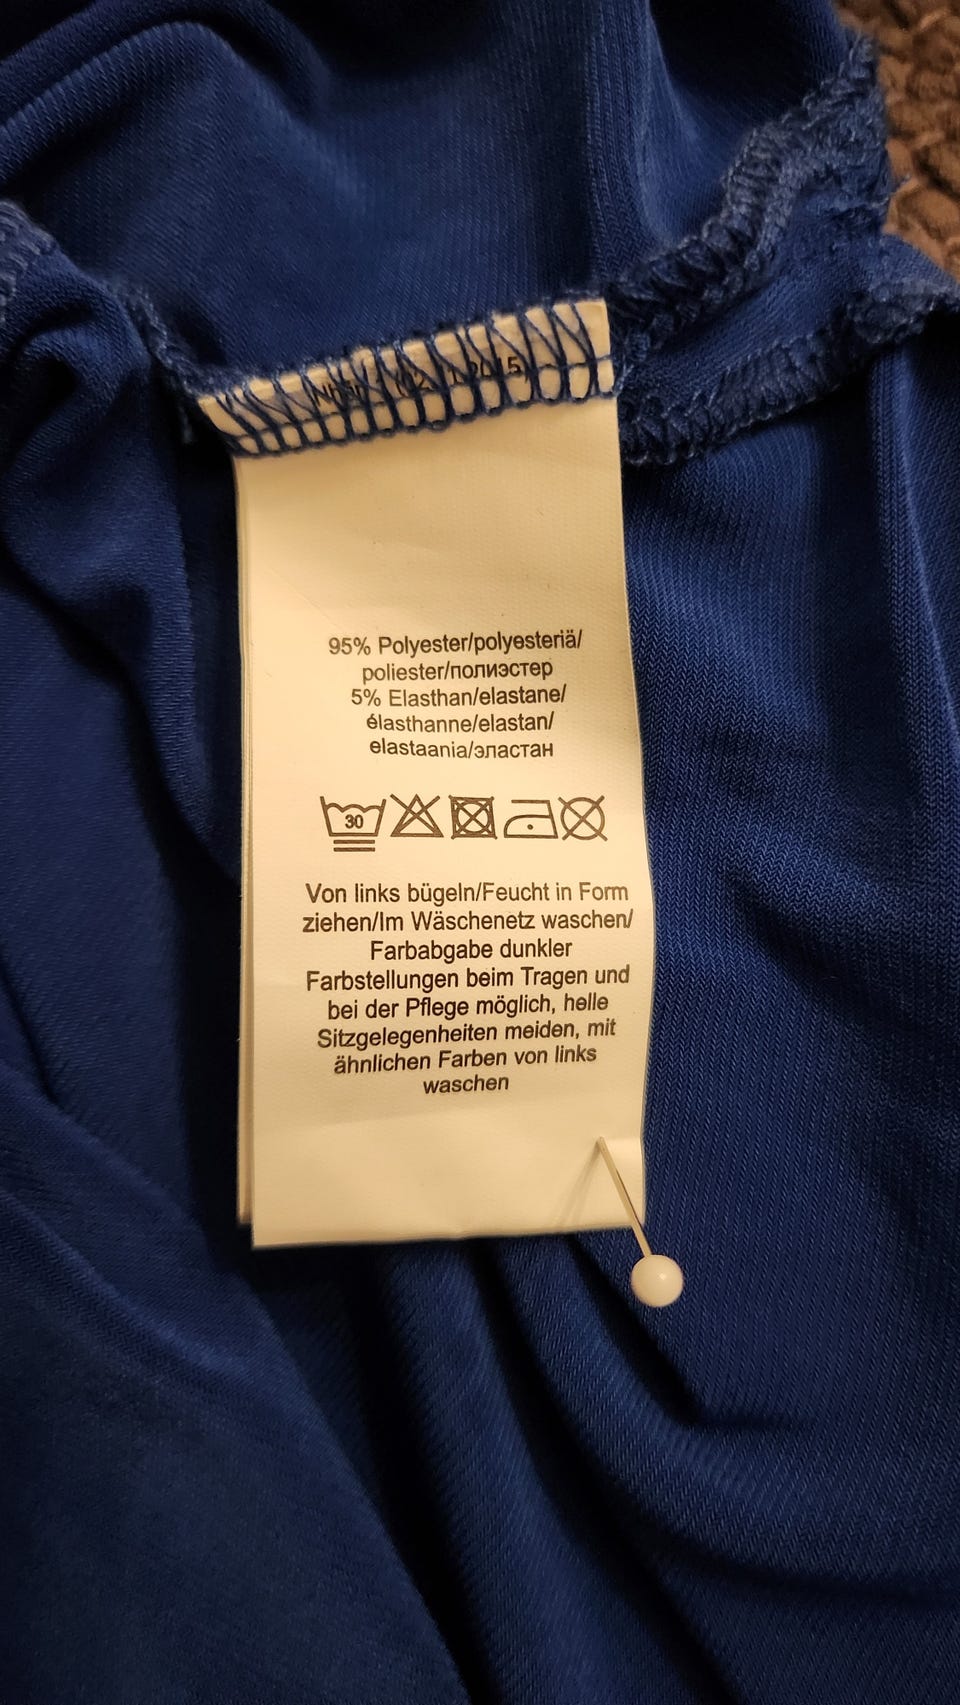 95% Polyester/polyesteriä/
poliester/полиэстер
5% Elasthan/elastane/
élasthanne/elastan/
elastaania/эластан
30
Von links bügeln/Feucht in Form
ziehen/Im Wäschenetz waschen/
Farbabgabe dunkler
Farbstellungen beim Tragen und
bei der Pflege möglich, helle
Sitzgelegenheiten meiden, mit
ähnlichen Farben von links
waschen